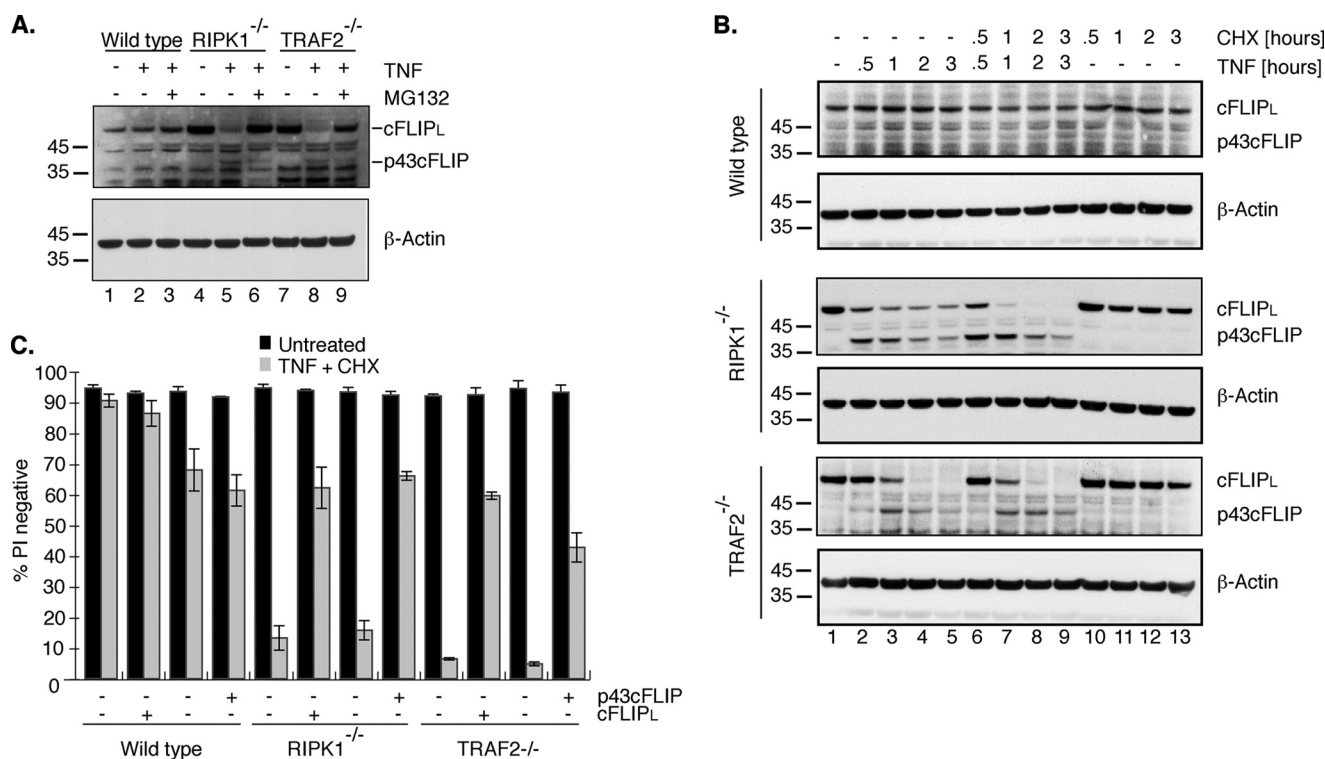 A.
Wild type RIPK1-/- TRAF2-/-
- + + - + + - + + TNF
+ + + MG132
cFLIPL
45
p43cFLIP
35
45
β-Actin
35
1 2 3 4 5 6 7 8 9
B.
- - - - - .5 1 2 3 .5 1 2 3 CHX [hours]
- .5 1 2 3 .5 1 2 3 - - - - TNF [hours]
Wild type
cFLIPL
45
p43cFLIP
35
45
β-Actin
35
RIPK1-/-
cFLIPL
45
p43cFLIP
35
45
β-Actin
35
TRAF2-/-
cFLIPL
45
p43cFLIP
35
45
β-Actin
35
1 2 3 4 5 6 7 8 9 10 11 12 13
C.
Untreated
TNF + CHX
% PI negative
100
90
80
70
60
50
40
30
20
10
0
- - - + - - - + - - - + p43cFLIP
- + - - - + - - - + - - cFLIPL
Wild type RIPK1-/- TRAF2-/-